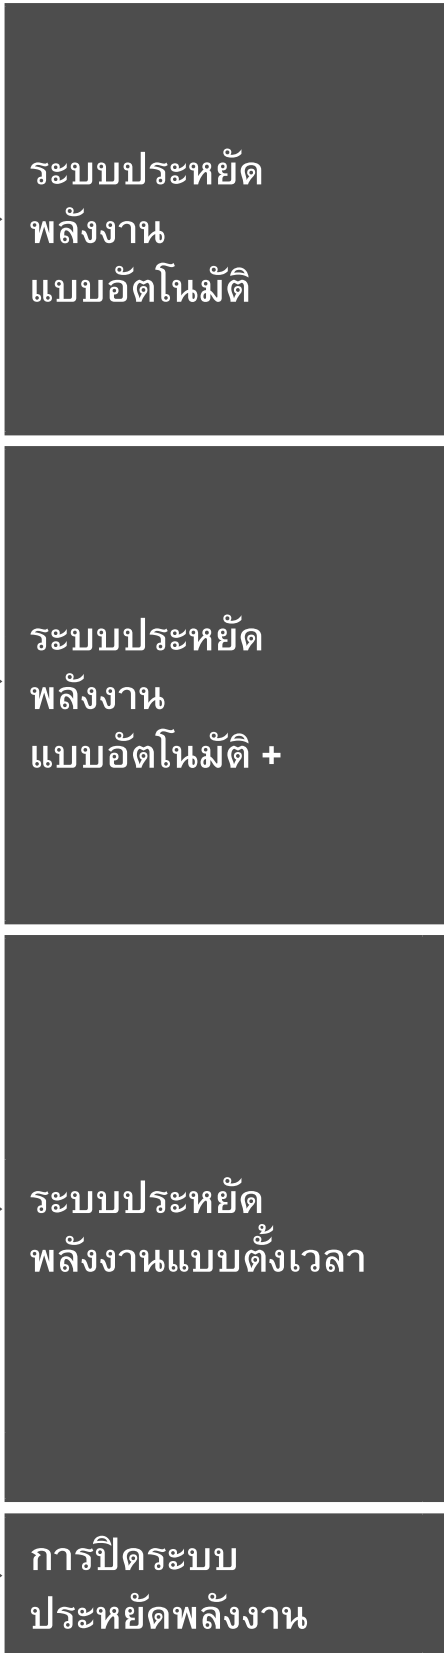 ระบบประหยัด
พลังงาน
แบบอัตโนมัติ
ระบบประหยัด
พลังงาน
แบบอัตโนมัติ +
ระบบประหยัด
พลังงานแบบตั้งเวลา
การปิดระบบ
ประหยัดพลังงาน